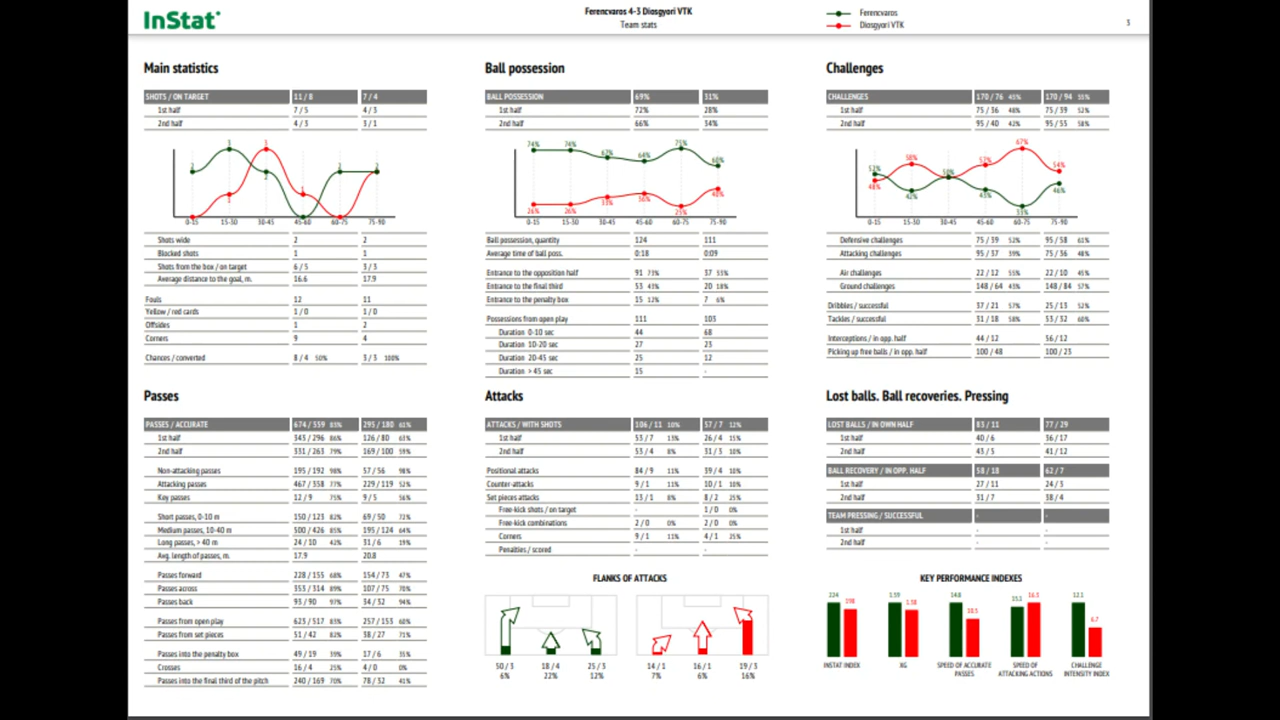 InStat
Ferencvaros 4-3 Diosgyori VTK
Team stats
Ferencvaros
Diosgyori VTK
3
Main statistics
SHOTS / ON TARGET 11 / 8 7 / 4
1st half 7 / 5 4 / 3
2nd half 4 / 3 3 / 1
0-15 15-30 30-45 45-60 60-75 75-90
Shots wide 2 2
Blocked shots 1 1
Shots from the box / on target 6 / 5 3 / 3
Average distance to the goal, m. 16.6 17.9
Fouls 12 11
Yellow / red cards 1 / 0 1 / 0
Offsides 1 2
Corners 9 4
Chances / converted 8 / 4 50% 3 / 3 100%
Passes
PASSES / ACCURATE 674 / 559 83% 295 / 180 61%
1st half 343 / 296 86% 126 / 80 63%
2nd half 331 / 263 79% 169 / 100 59%
Non-attacking passes 195 / 192 98% 57 / 56 98%
Attacking passes 467 / 358 77% 229 / 119 52%
Key passes 12 / 9 75% 9 / 5 56%
Short passes, 0-10 m 150 / 123 82% 69 / 50 72%
Medium passes, 10-40 m 500 / 426 85% 195 / 124 64%
Long passes, > 40 m 24 / 10 42% 31 / 6 19%
Avg. length of passes, m. 17.9 20.8
Passes forward 228 / 155 68% 154 / 73 47%
Passes across 353 / 314 89% 107 / 75 70%
Passes back 93 / 90 97% 34 / 32 94%
Passes from open play 623 / 517 83% 257 / 153 60%
Passes from set pieces 51 / 42 82% 38 / 27 71%
Passes into the penalty box 49 / 19 39% 17 / 6 35%
Crosses 16 / 4 25% 4 / 0 0%
Passes into the final third of the pitch 240 / 169 70% 78 / 32 41%
Ball possession
BALL POSSESSION 69% 31%
1st half 72% 28%
2nd half 66% 34%
74% 74% 67% 64% 75% 60%
26% 26% 33% 36% 25% 40%
0-15 15-30 30-45 45-60 60-75 75-90
Ball possession, quantity 124 111
Average time of ball poss. 0:18 0:09
Entrance to the opposition half 91 73% 37 33%
Entrance to the final third 53 43% 20 18%
Entrance to the penalty box 15 12% 7 6%
Possessions from open play 111 103
Duration 0-10 sec 44 68
Duration 10-20 sec 27 23
Duration 20-45 sec 25 12
Duration > 45 sec 15 -
Attacks
ATTACKS / WITH SHOTS 106 / 11 10% 57 / 7 12%
1st half 53 / 7 13% 26 / 4 15%
2nd half 53 / 4 8% 31 / 3 10%
Positional attacks 84 / 9 11% 39 / 4 10%
Counter-attacks 9 / 1 11% 10 / 1 10%
Set pieces attacks 13 / 1 8% 8 / 2 25%
Free-kick shots / on target - 1 / 0 0%
Free-kick combinations 2 / 0 0% 2 / 0 0%
Corners 9 / 1 11% 4 / 1 25%
Penalties / scored - -
FLANKS OF ATTACKS
50 / 3 18 / 4 25 / 3 14 / 1 16 / 1 19 / 3
6% 22% 12% 7% 6% 16%
Challenges
CHALLENGES 170 / 76 45% 170 / 94 55%
1st half 75 / 36 48% 75 / 39 52%
2nd half 95 / 40 42% 95 / 55 58%
52% 58% 50% 57% 67% 54%
48% 42% 43% 33% 46%
0-15 15-30 30-45 45-60 60-75 75-90
Defensive challenges 75 / 39 52% 95 / 58 61%
Attacking challenges 95 / 37 39% 75 / 36 48%
Air challenges 22 / 12 55% 22 / 10 45%
Ground challenges 148 / 64 43% 148 / 84 57%
Dribbles / successful 37 / 21 57% 25 / 13 52%
Tackles / successful 31 / 18 58% 53 / 32 60%
Interceptions / in opp. half 44 / 12 56 / 12
Picking up free balls / in opp. half 100 / 48 100 / 23
Lost balls. Ball recoveries. Pressing
LOST BALLS / IN OWN HALF 83 / 11 77 / 29
1st half 40 / 6 36 / 17
2nd half 43 / 5 41 / 12
BALL RECOVERY / IN OPP. HALF 58 / 18 62 / 7
1st half 27 / 11 24 / 3
2nd half 31 / 7 38 / 4
TEAM PRESSING / SUCCESSFUL - -
1st half - -
2nd half - -
KEY PERFORMANCE INDEXES
224 198 1.59 1.38 14.8 10.5 15.1 16.3 12.1 6.7
INSTAT INDEX XG SPEED OF ACCURATE PASSES SPEED OF ATTACKING ACTIONS CHALLENGE INTENSITY INDEX